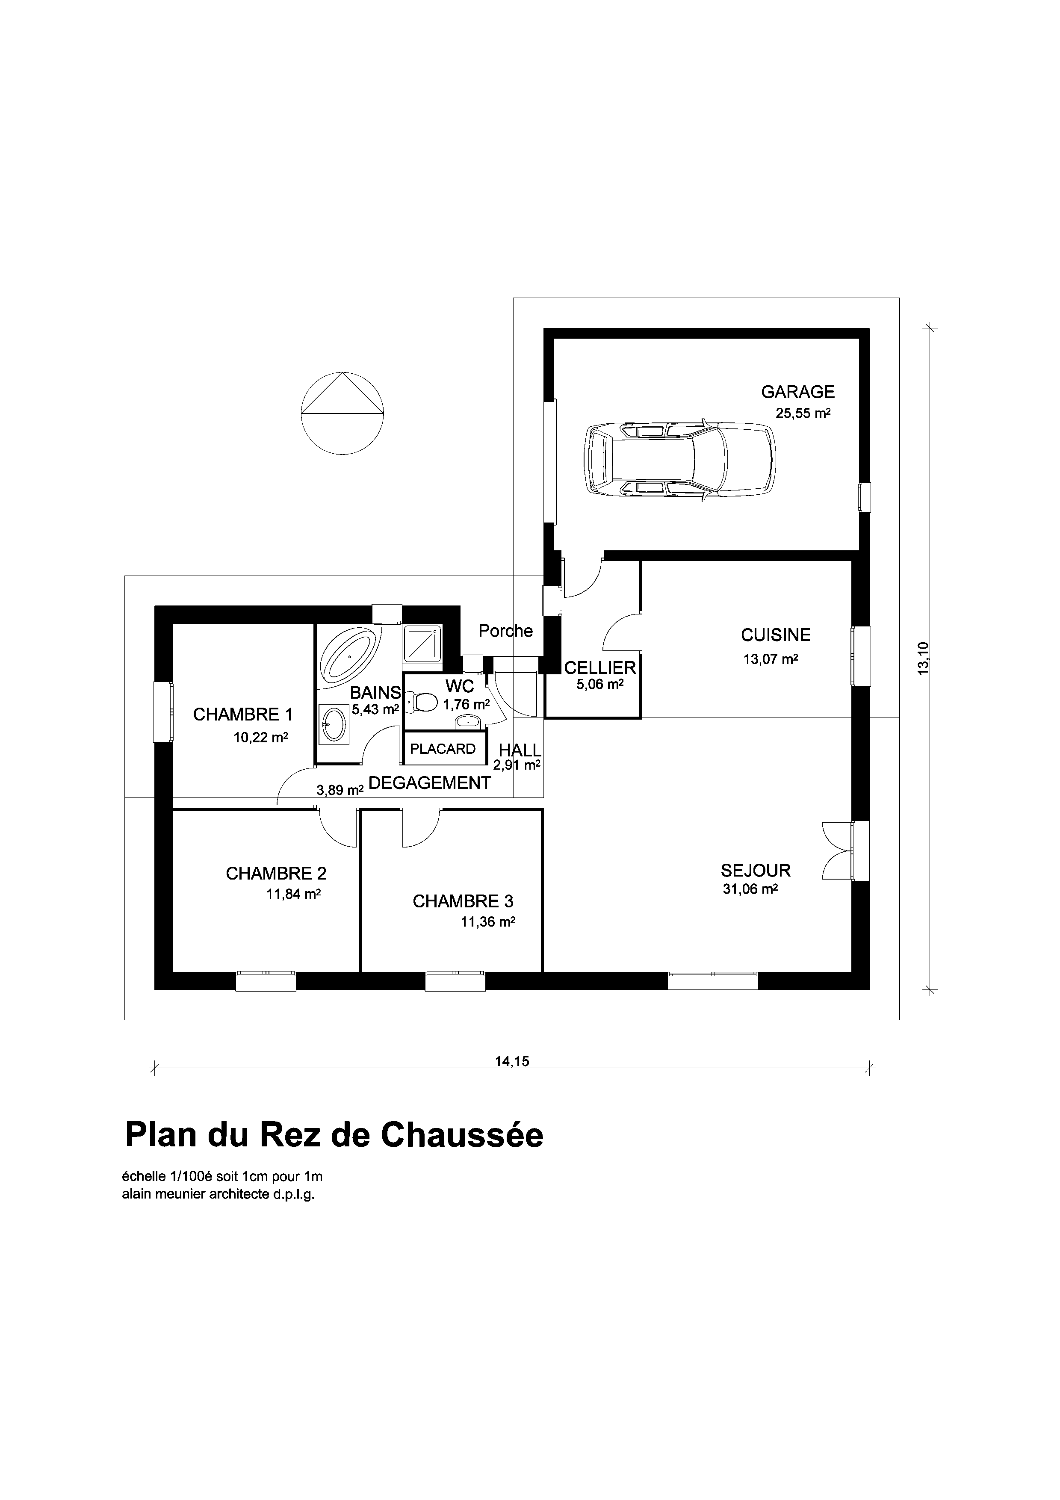 GARAGE
25,55 m²
Porche
CUISINE
13,07 m²
CELLIER
5,06 m²
13,10
WC
1,76 m²
BAINS
5,43 m²
CHAMBRE 1
10,22 m²
PLACARD
HALL
2,91 m²
DEGAGEMENT
3,89 m²
CHAMBRE 2
11,84 m²
CHAMBRE 3
11,36 m²
SEJOUR
31,06 m²
14,15
Plan du Rez de Chaussée
échelle 1/100é soit 1cm pour 1m
alain meunier architecte d.p.l.g.